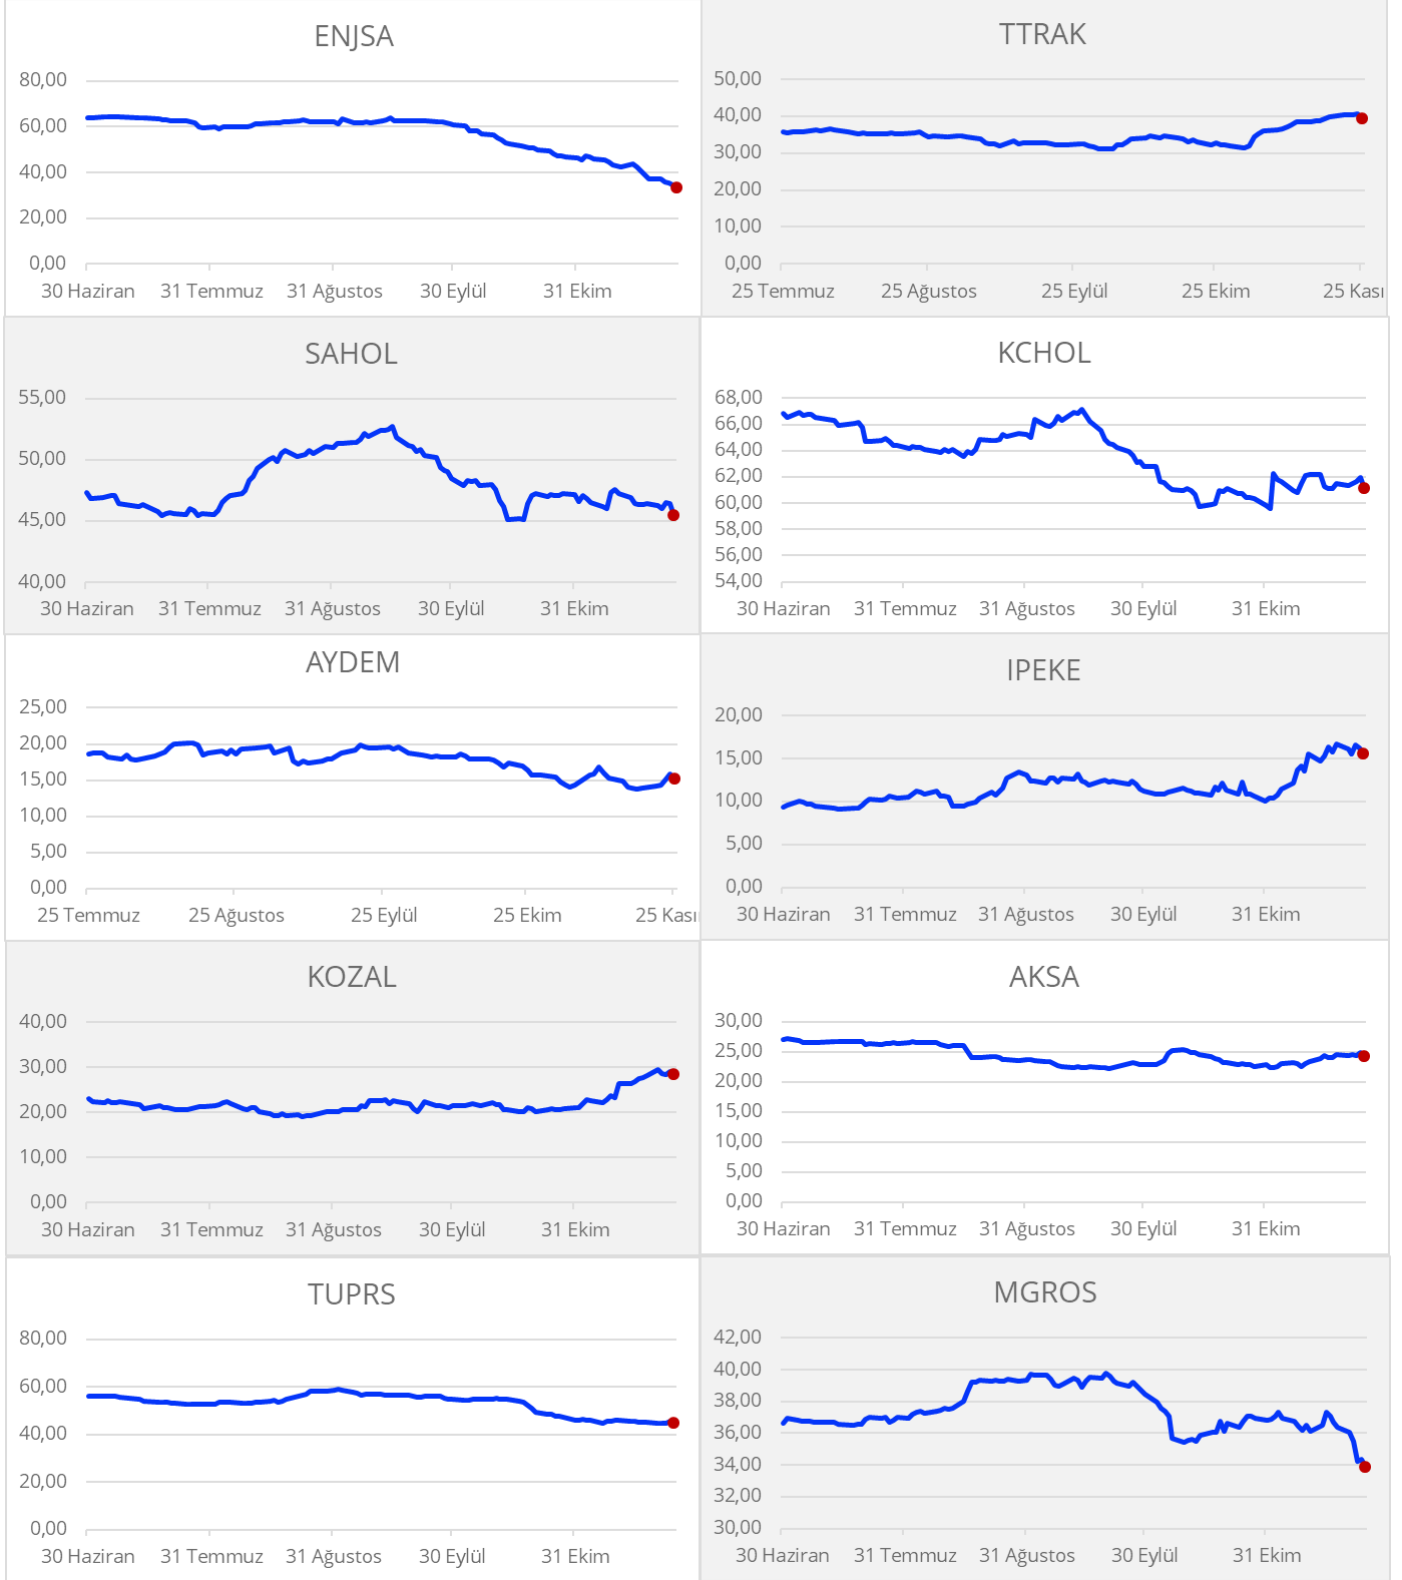 ENJSA
80,00
60,00
40,00
20,00
0,00
30 Haziran 31 Temmuz 31 Ağustos 30 Eylül 31 Ekim
TTRAK
50,00
40,00
30,00
20,00
10,00
0,00
25 Temmuz 25 Ağustos 25 Eylül 25 Ekim 25 Kası
SAHOL
55,00
50,00
45,00
40,00
30 Haziran 31 Temmuz 31 Ağustos 30 Eylül 31 Ekim
KCHOL
68,00
66,00
64,00
62,00
60,00
58,00
56,00
54,00
30 Haziran 31 Temmuz 31 Ağustos 30 Eylül 31 Ekim
AYDEM
25,00
20,00
15,00
10,00
5,00
0,00
25 Temmuz 25 Ağustos 25 Eylül 25 Ekim 25 Kası
IPEKE
20,00
15,00
10,00
5,00
0,00
30 Haziran 31 Temmuz 31 Ağustos 30 Eylül 31 Ekim
KOZAL
40,00
30,00
20,00
10,00
0,00
30 Haziran 31 Temmuz 31 Ağustos 30 Eylül 31 Ekim
AKSA
30,00
25,00
20,00
15,00
10,00
5,00
0,00
30 Haziran 31 Temmuz 31 Ağustos 30 Eylül 31 Ekim
TUPRS
80,00
60,00
40,00
20,00
0,00
30 Haziran 31 Temmuz 31 Ağustos 30 Eylül 31 Ekim
MGROS
42,00
40,00
38,00
36,00
34,00
32,00
30,00
30 Haziran 31 Temmuz 31 Ağustos 30 Eylül 31 Ekim